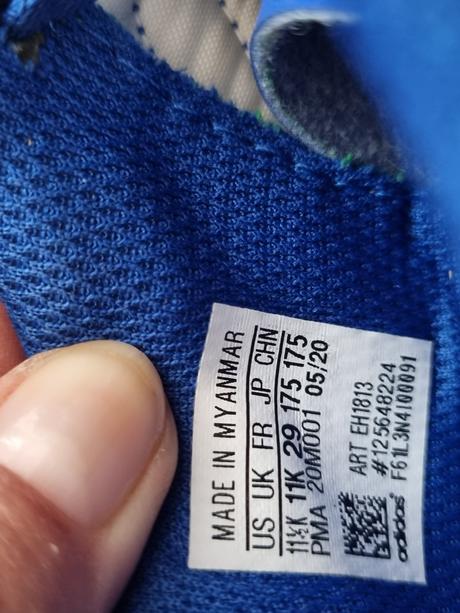 MADE IN MYANMAR
US UK FR JP CHN
11½K 11K 29 175 175
PMA 20M001 05/20
ART EH1813
#125648224
F61L3N4I00091
adidas